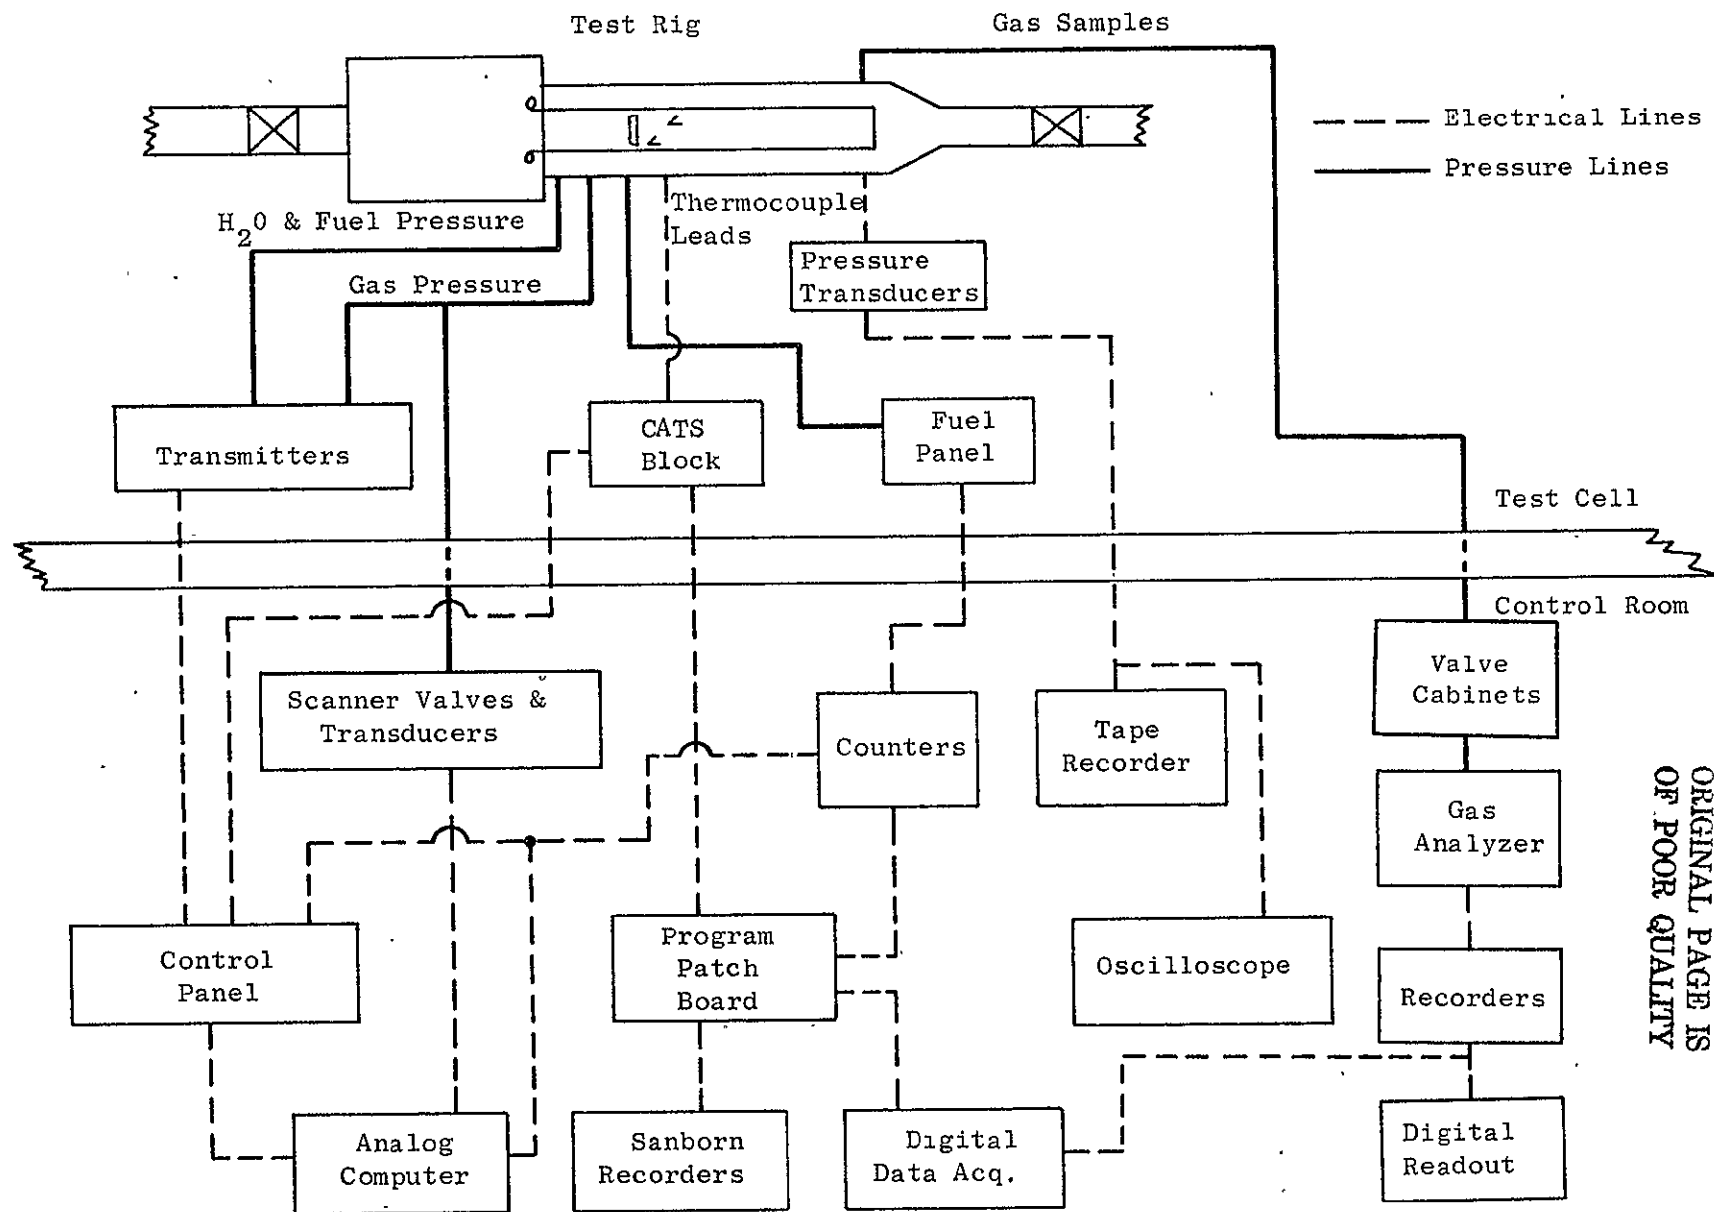 Test Rig
Gas Samples
Electrical Lines
Pressure Lines
H2O & Fuel Pressure
Thermocouple
Leads
Gas Pressure
Pressure
Transducers
Transmitters
CATS
Block
Fuel
Panel
Test Cell
Control Room
Scanner Valves &
Transducers
Counters
Tape
Recorder
Valve
Cabinets
Gas
Analyzer
Control
Panel
Program
Patch
Board
Oscilloscope
Recorders
Analog
Computer
Sanborn
Recorders
Digital
Data Acq.
Digital
Readout
ORIGINAL PAGE IS
OF POOR QUALITY